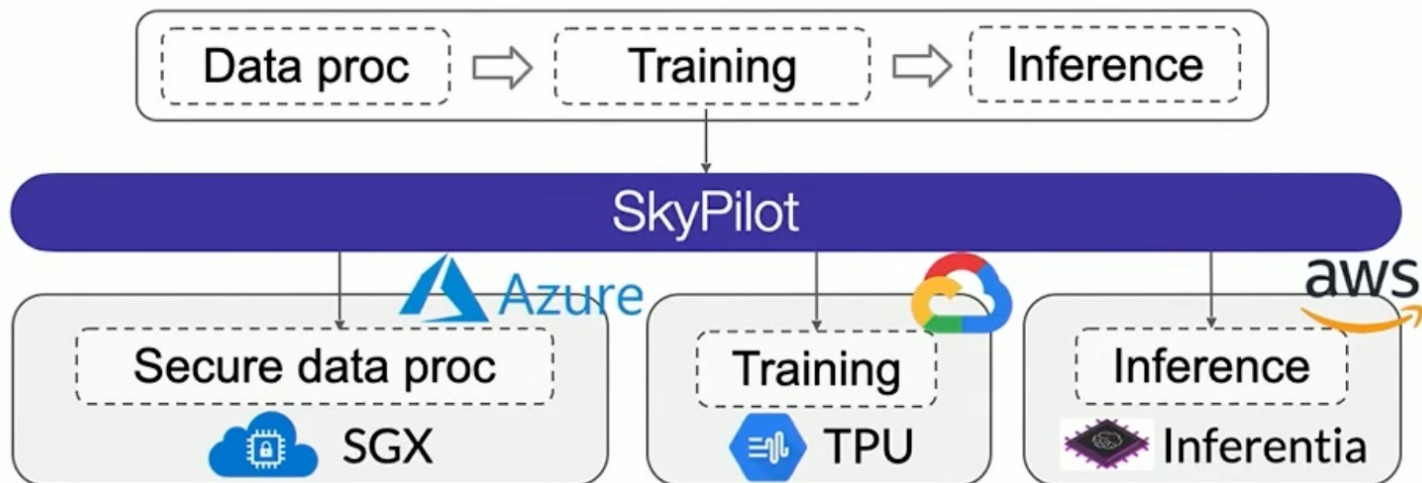 Data proc
Training
Inference
SkyPilot
Azure
aws
Secure data proc
Training
Inference
SGX
TPU
Inferentia